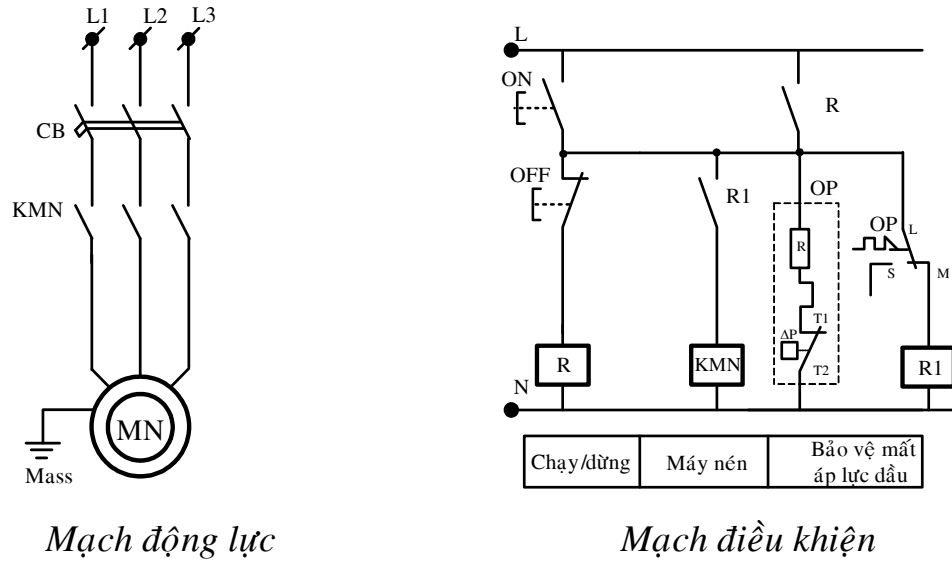 L1 L2 L3
CB
KMN
MN
Mass
L
ON
R
OFF
R1
OP
OP
R
L
S
M
T1
ΔP
T2
R
KMN
R1
N
Chạy/dừng
Máy nén
Bảo vệ mất
áp lực dầu
Mạch động lực
Mạch điều khiện